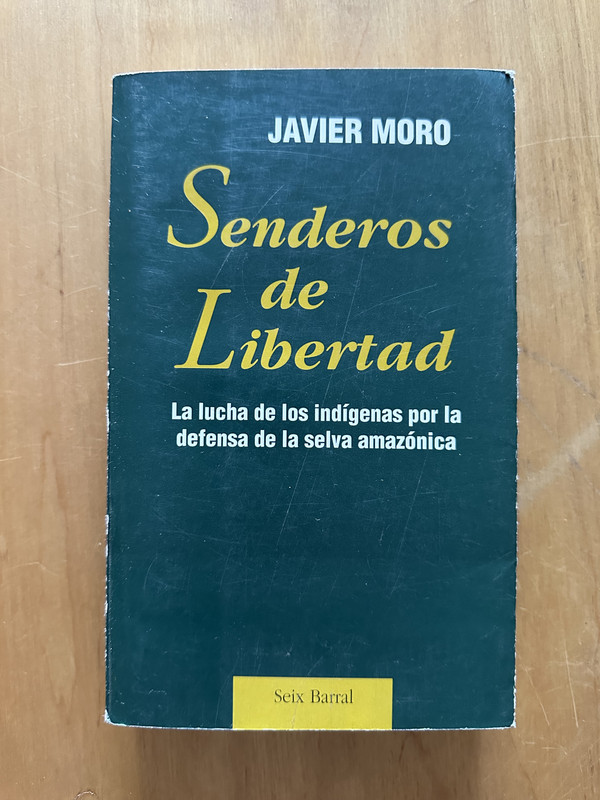 JAVIER MORO
Senderos
de
Libertad
La lucha de los indígenas por la
defensa de la selva amazónica
Seix Barral